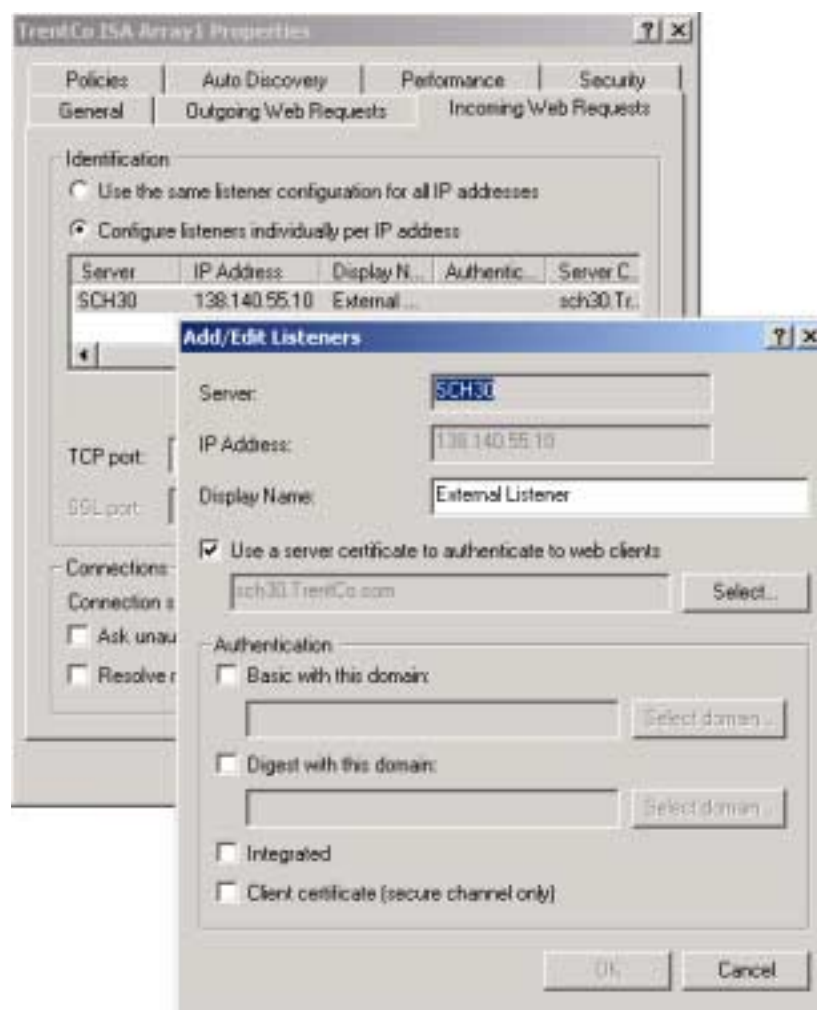 TrentCo ISA Array1 Properties
Policies Auto Discovery Performance Security
General Outgoing Web Requests Incoming Web Requests
Identification
Use the same listener configuration for all IP addresses
Configure listeners individually per IP address
Server IP Address Display N... Authentic... Server C...
SCH30 138.140.55.10 External ... sch30.Tr...
TCP port:
SSL port:
Connections
Connection s
Ask unau
Resolve r
Add/Edit Listeners
Server: SCH30
IP Address: 138.140.55.10
Display Name: External Listener
Use a server certificate to authenticate to web clients
sch30.TrentCo.com Select...
Authentication
Basic with this domain:
Select domain...
Digest with this domain:
Select domain...
Integrated
Client certificate (secure channel only)
OK Cancel